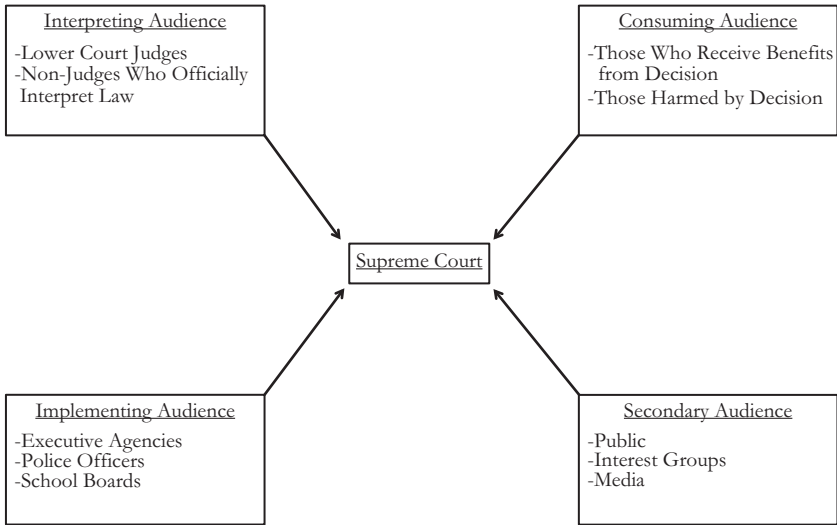 Interpreting Audience
-Lower Court Judges
-Non-Judges Who Officially
Interpret Law
Consuming Audience
-Those Who Receive Benefits
from Decision
-Those Harmed by Decision
Supreme Court
Implementing Audience
-Executive Agencies
-Police Officers
-School Boards
Secondary Audience
-Public
-Interest Groups
-Media